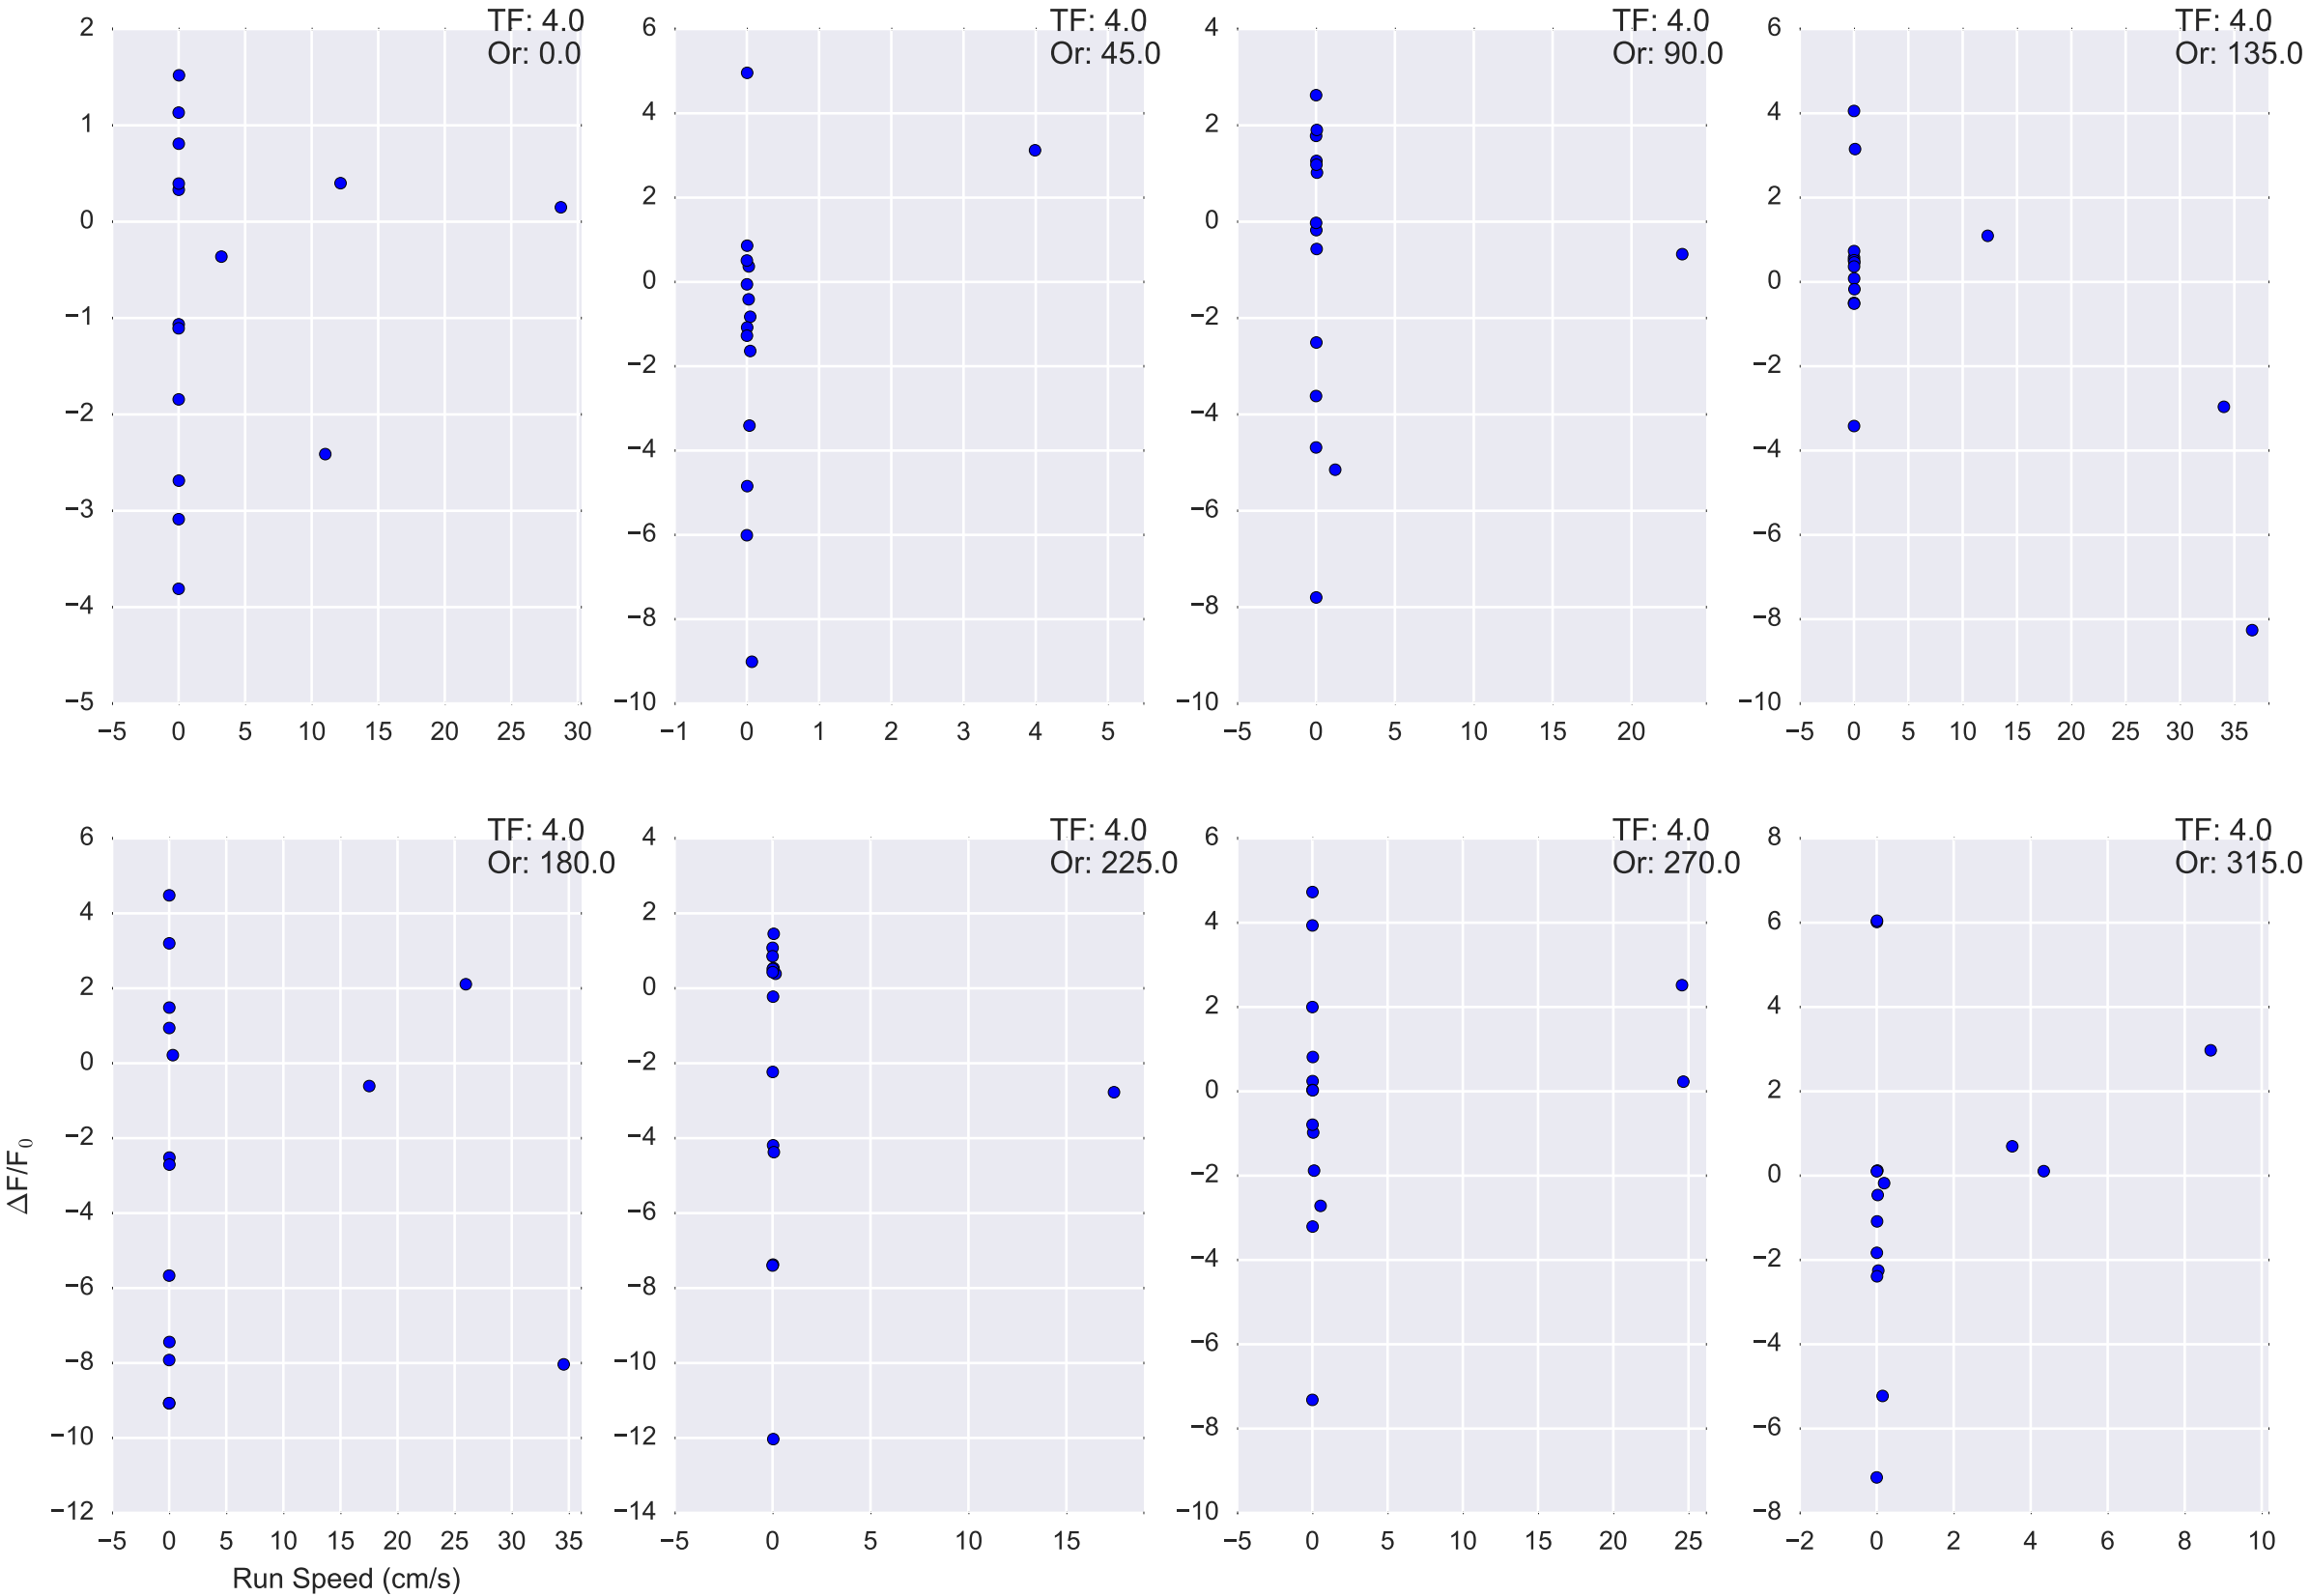 TF: 4.0
Or: 0.0
2
1
0
−1
−2
−3
−4
−5
−5 0 5 10 15 20 25 30
TF: 4.0
Or: 45.0
6
4
2
0
−2
−4
−6
−8
−10
−1 0 1 2 3 4 5
TF: 4.0
Or: 90.0
4
2
0
−2
−4
−6
−8
−10
−5 0 5 10 15 20
TF: 4.0
Or: 135.0
6
4
2
0
−2
−4
−6
−8
−10
−5 0 5 10 15 20 25 30 35
TF: 4.0
Or: 180.0
6
4
2
0
−2
−4
−6
−8
−10
−12
−5 0 5 10 15 20 25 30 35
ΔF/F₀
Run Speed (cm/s)
TF: 4.0
Or: 225.0
4
2
0
−2
−4
−6
−8
−10
−12
−14
−5 0 5 10 15
TF: 4.0
Or: 270.0
6
4
2
0
−2
−4
−6
−8
−10
−5 0 5 10 15 20 25
TF: 4.0
Or: 315.0
8
6
4
2
0
−2
−4
−6
−8
−2 0 2 4 6 8 10